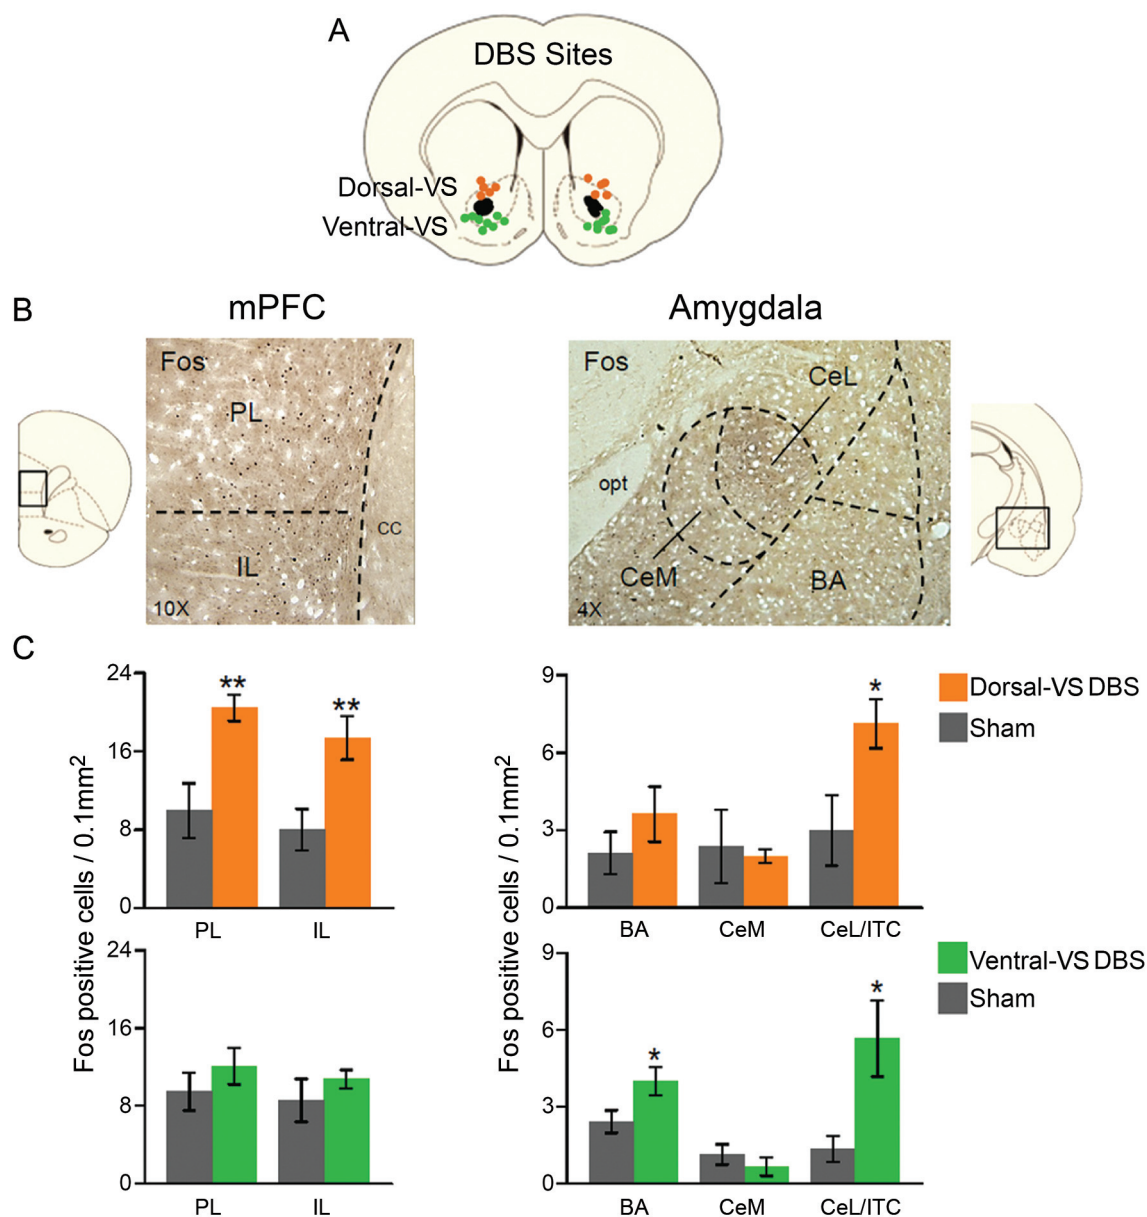 A
DBS Sites
Dorsal-VS
Ventral-VS
B
mPFC
Amygdala
Fos
PL
IL
cc
10X
Fos
CeL
opt
CeM
BA
4X
C
Fos positive cells / 0.1mm2
24
16
8
0
**
**
PL
IL
Fos positive cells / 0.1mm2
9
6
3
0
*
BA
CeM
CeL/ITC
Dorsal-VS DBS
Sham
24
16
8
0
PL
IL
9
6
3
0
*
*
BA
CeM
CeL/ITC
Ventral-VS DBS
Sham